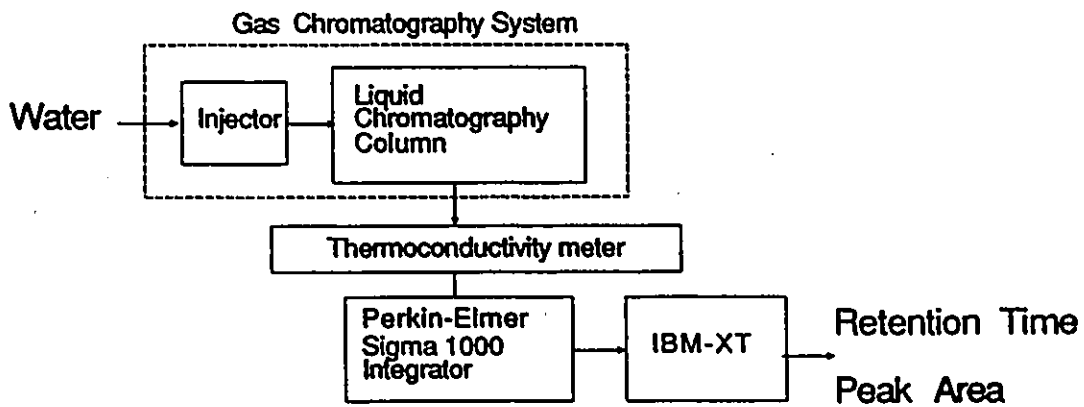 Gas Chromatography System
Water
Injector
Liquid
Chromatography
Column
Thermoconductivity meter
Perkin-Elmer
Sigma 1000
Integrator
IBM-XT
Retention Time
Peak Area